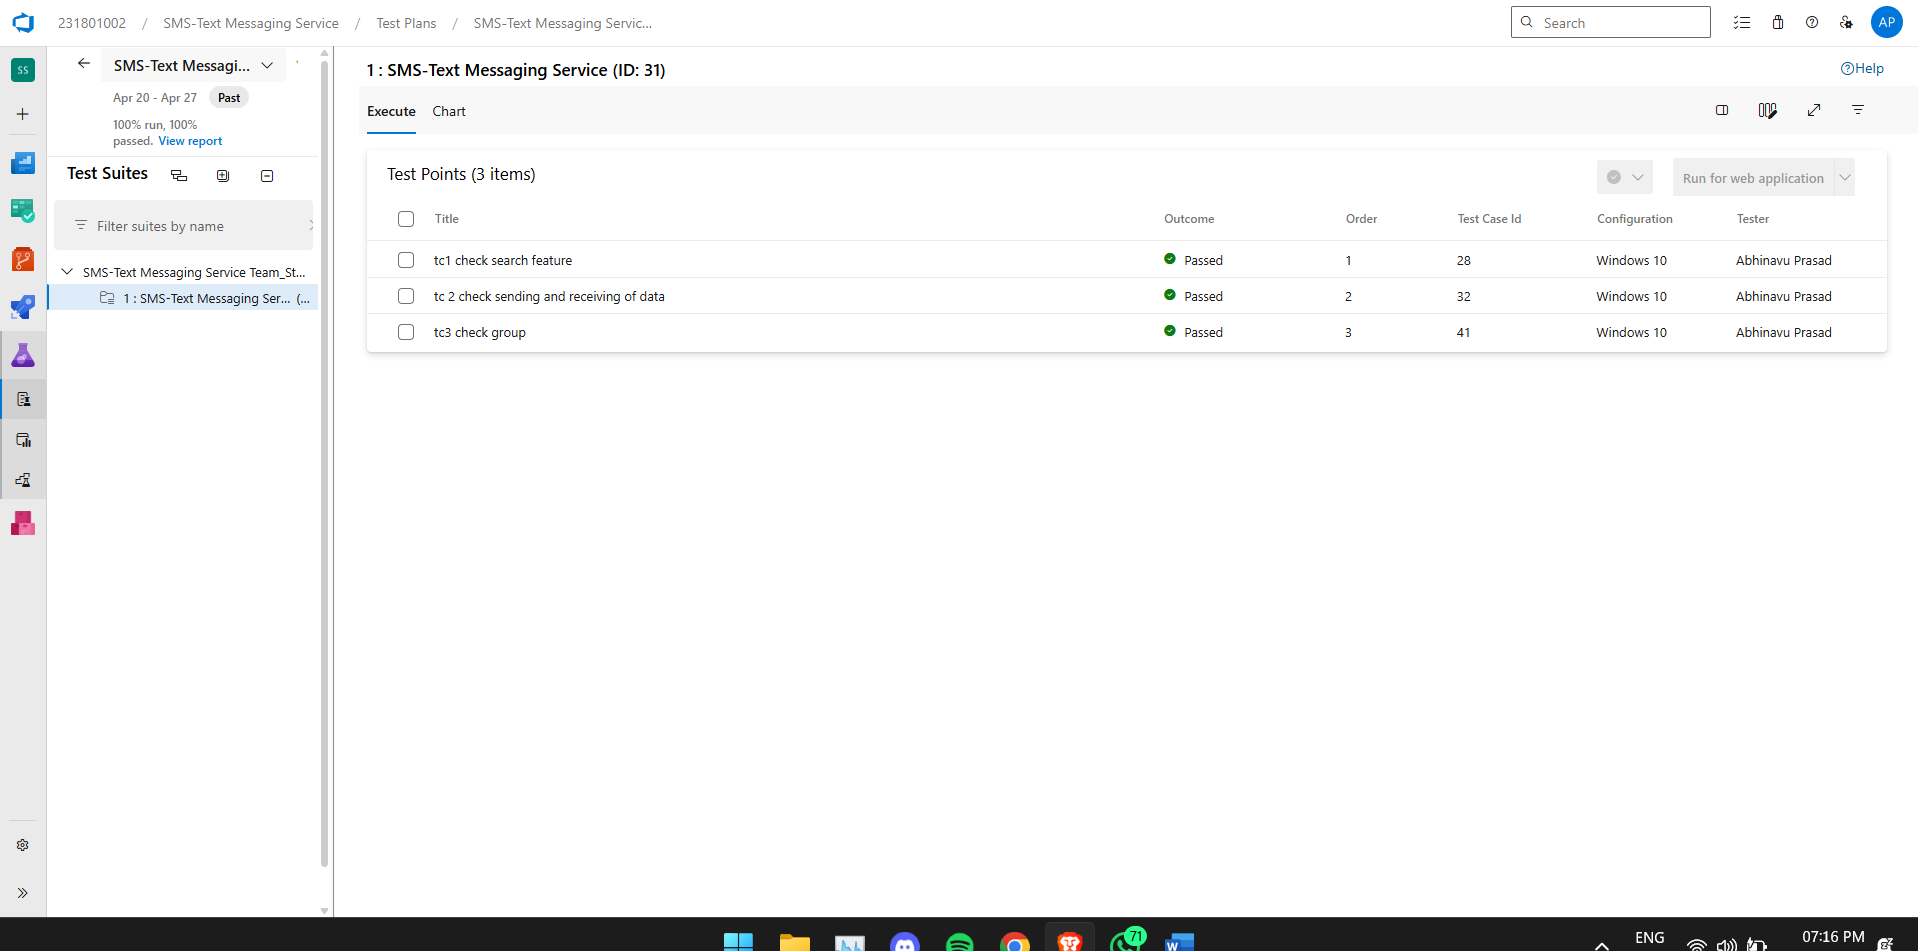 231801002 / SMS-Text Messaging Service / Test Plans / SMS-Text Messaging Servic...
Search
AP
SS
SMS-Text Messagi...
Apr 20 - Apr 27 Past
100% run, 100%
passed. View report
Test Suites
Filter suites by name
SMS-Text Messaging Service Team_St...
1 : SMS-Text Messaging Ser... (...
1 : SMS-Text Messaging Service (ID: 31)
Help
Execute Chart
Test Points (3 items)
Run for web application
Title Outcome Order Test Case Id Configuration Tester
tc1 check search feature Passed 1 28 Windows 10 Abhinavu Prasad
tc 2 check sending and receiving of data Passed 2 32 Windows 10 Abhinavu Prasad
tc3 check group Passed 3 41 Windows 10 Abhinavu Prasad
71
W
ENG
07:16 PM